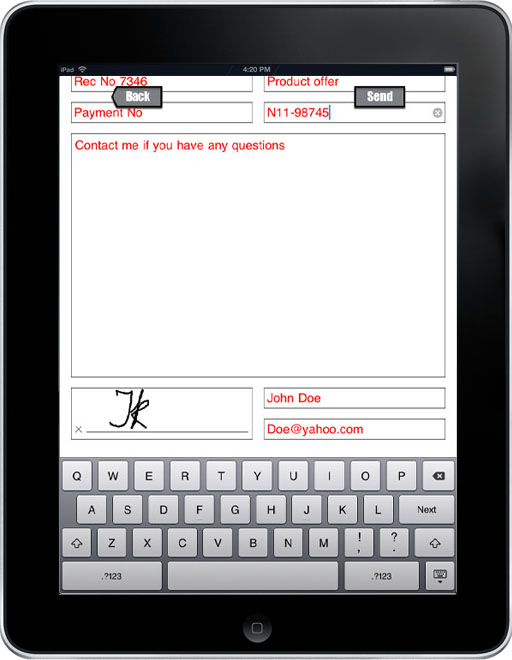 iPad 4:20 PM
Rec No 7346 Product offer
Back Send
Payment No N11-98745
Contact me if you have any questions
John Doe
× Doe@yahoo.com
Q W E R T Y U I O P
A S D F G H J K L Next
Z X C V B N M ! , ? .
.?123 .?123